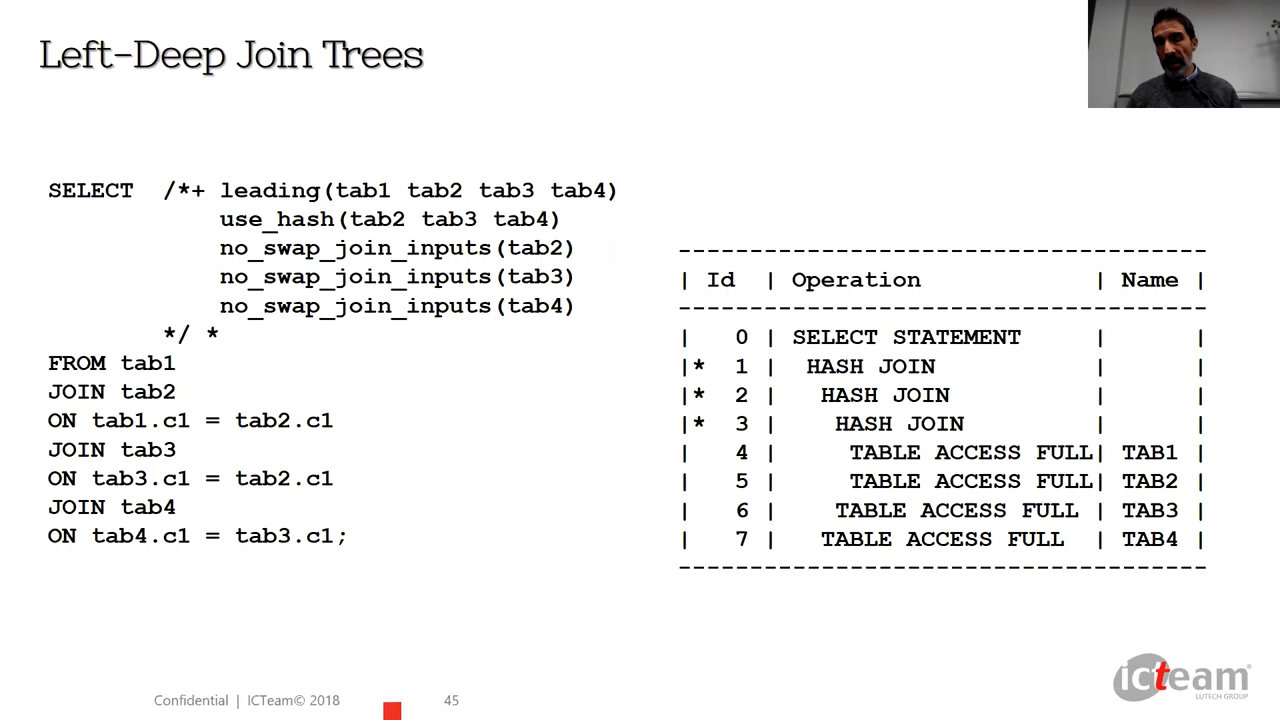 Left-Deep Join Trees
SELECT /*+ leading(tab1 tab2 tab3 tab4)
use_hash(tab2 tab3 tab4)
no_swap_join_inputs(tab2)
no_swap_join_inputs(tab3)
no_swap_join_inputs(tab4)
*/ *
FROM tab1
JOIN tab2
ON tab1.c1 = tab2.c1
JOIN tab3
ON tab3.c1 = tab2.c1
JOIN tab4
ON tab4.c1 = tab3.c1;
-------------------------------------
| Id | Operation | Name |
-------------------------------------
| 0 | SELECT STATEMENT | |
|* 1 | HASH JOIN | |
|* 2 | HASH JOIN | |
|* 3 | HASH JOIN | |
| 4 | TABLE ACCESS FULL| TAB1 |
| 5 | TABLE ACCESS FULL| TAB2 |
| 6 | TABLE ACCESS FULL | TAB3 |
| 7 | TABLE ACCESS FULL | TAB4 |
-------------------------------------
Confidential | ICTeam© 2018 45
icteam®
LUTECH GROUP